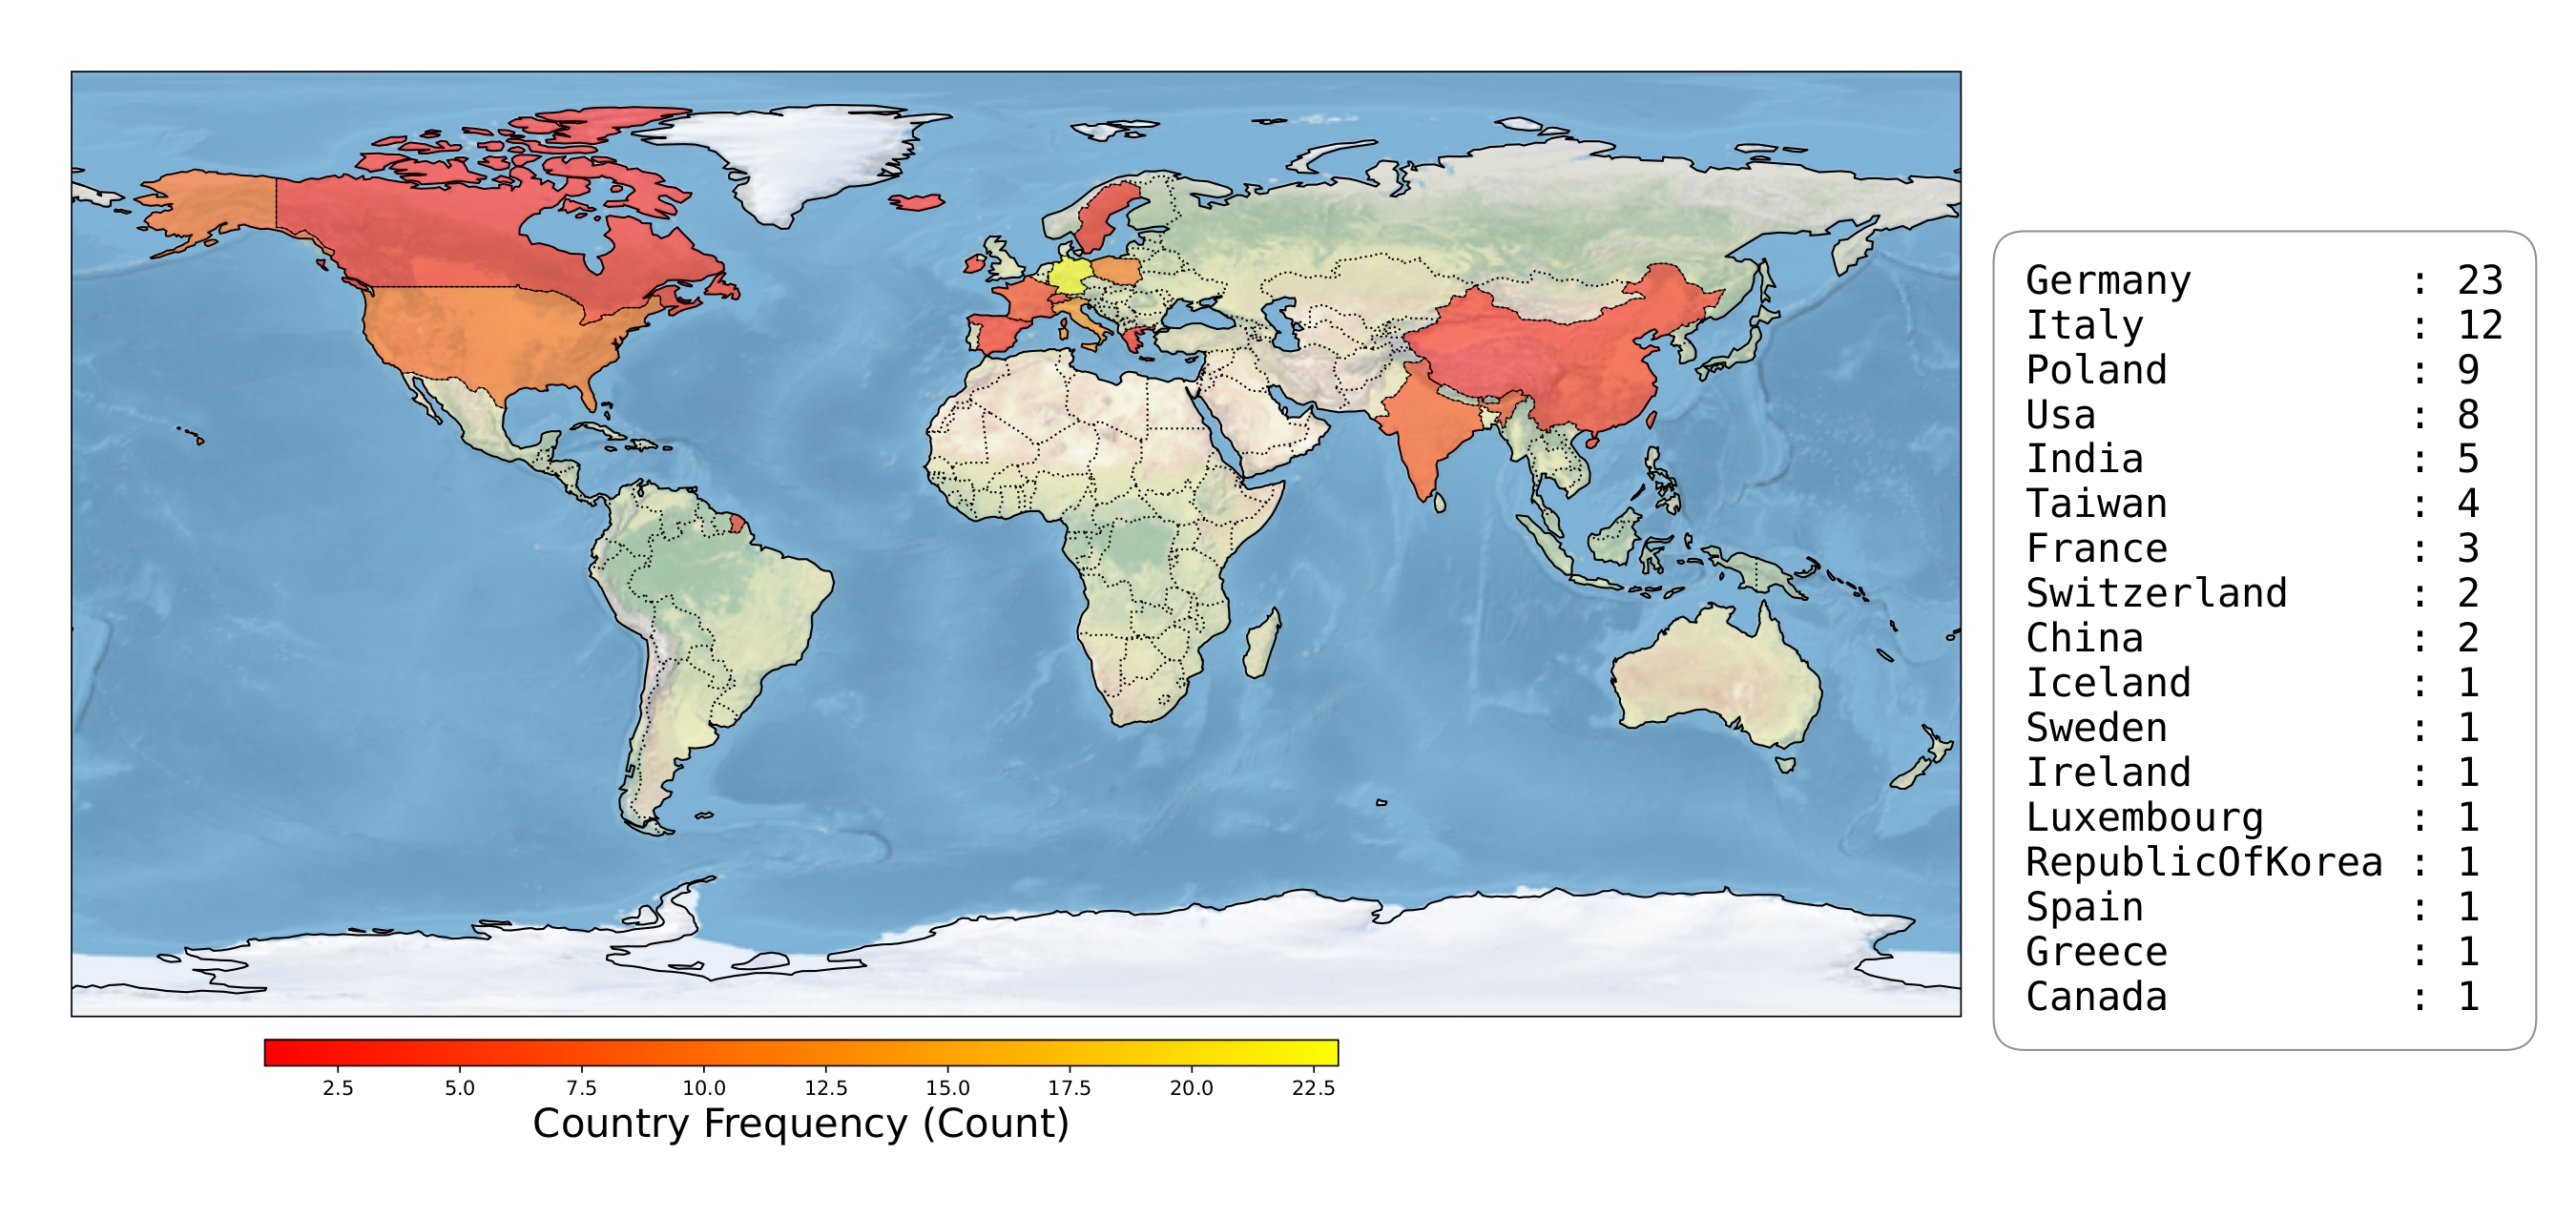 Germany : 23
Italy : 12
Poland : 9
Usa : 8
India : 5
Taiwan : 4
France : 3
Switzerland : 2
China : 2
Iceland : 1
Sweden : 1
Ireland : 1
Luxembourg : 1
RepublicOfKorea : 1
Spain : 1
Greece : 1
Canada : 1
2.5 5.0 7.5 10.0 12.5 15.0 17.5 20.0 22.5
Country Frequency (Count)